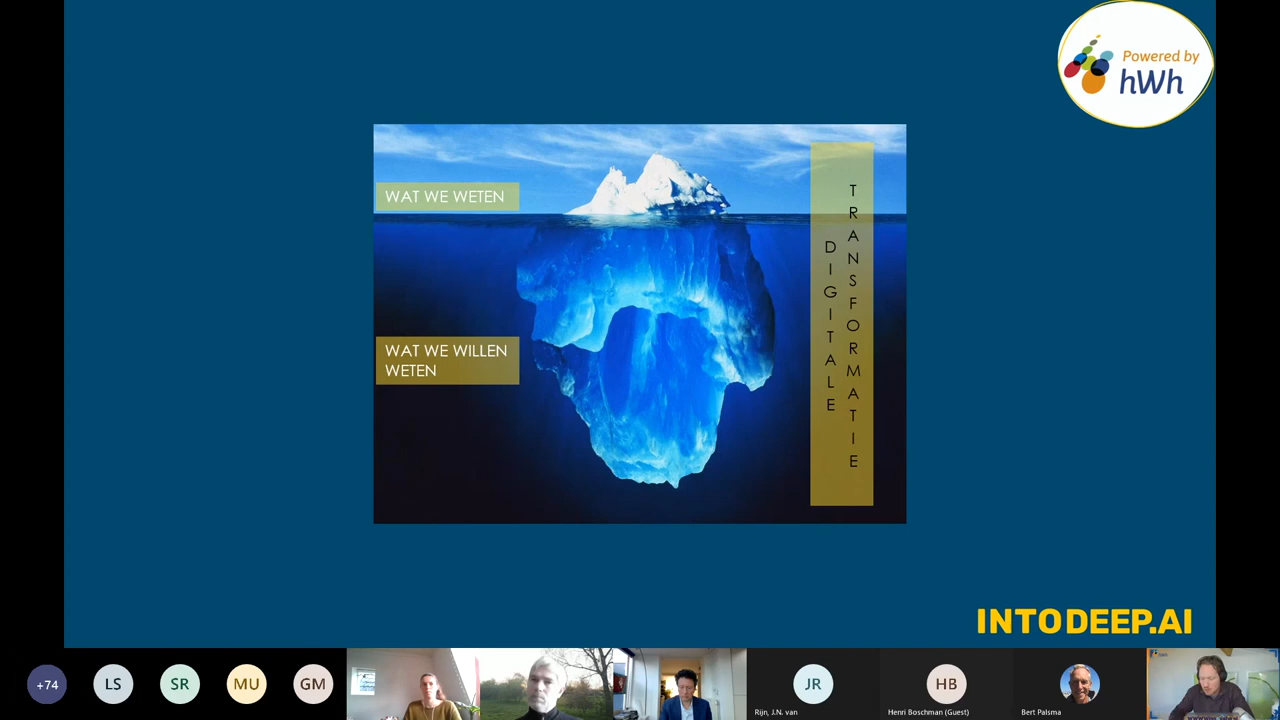 Powered by
hWh
WAT WE WETEN
WAT WE WILLEN
WETEN
DIGITALE
TRANSFORMATIE
INTODEEP.AI
+74
LS
SR
MU
GM
JR
HB
Rijn, J.N. van
Henri Boschman (Guest)
Bert Palsma